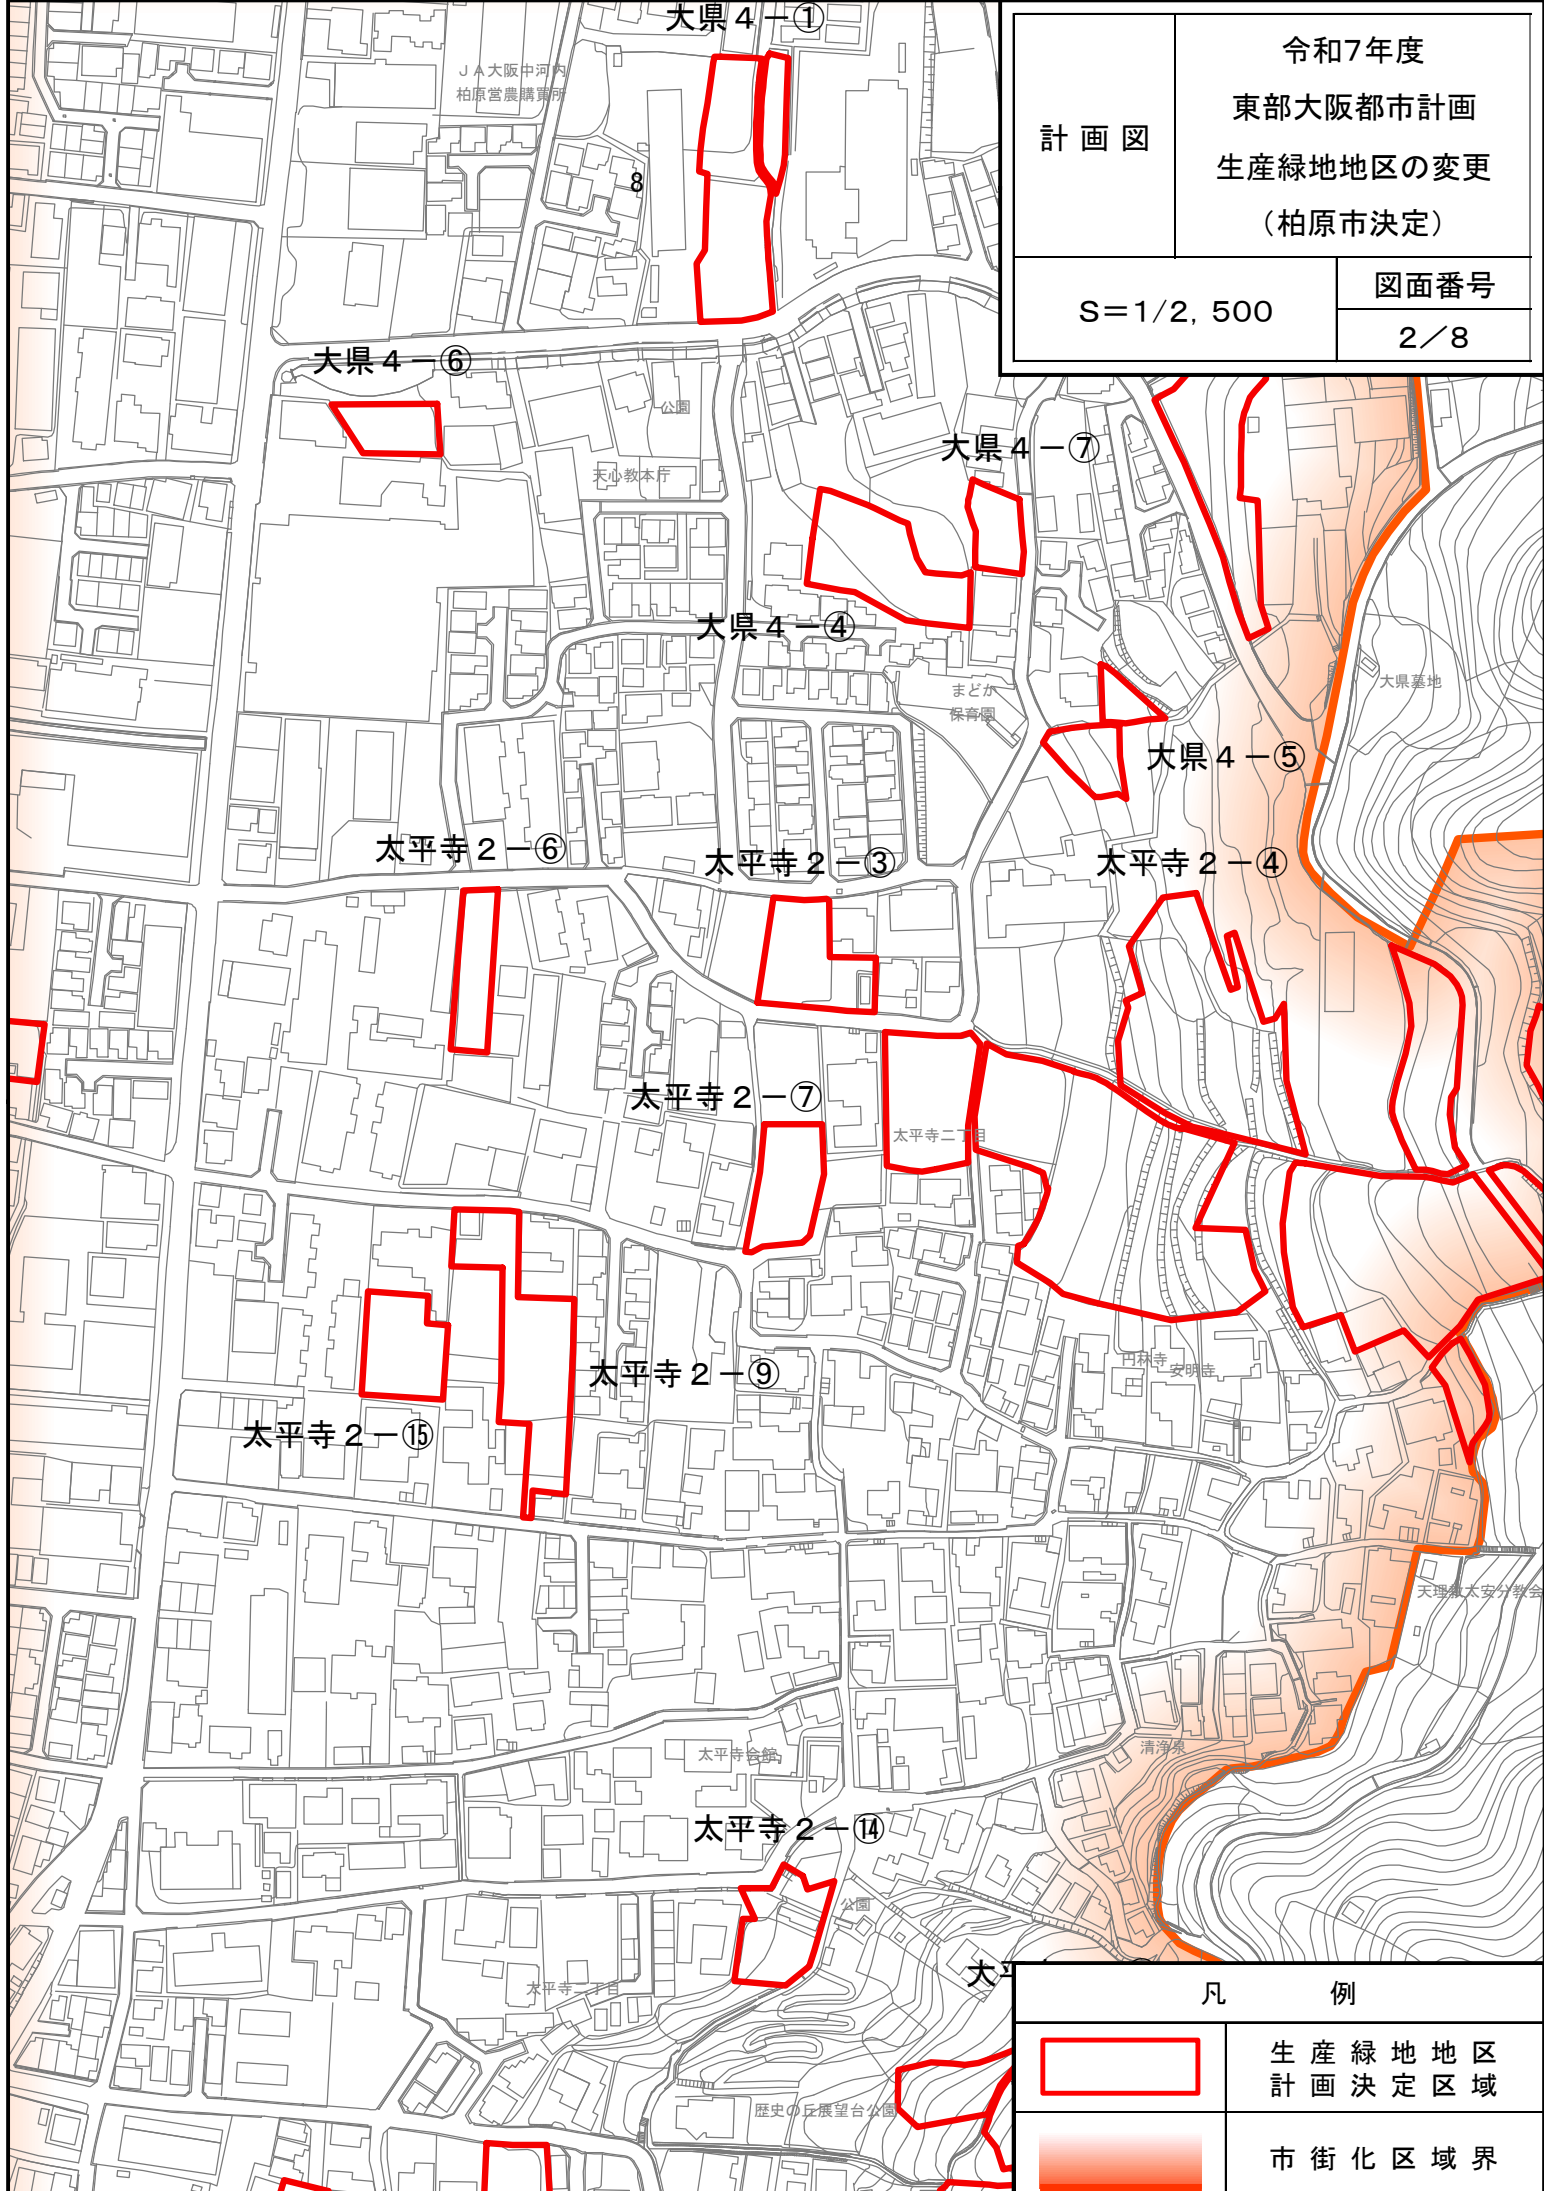 大県４－①
計画図
令和7年度
東部大阪都市計画
生産緑地地区の変更
（柏原市決定）
S＝1/2，500
図面番号
2／8
ＪＡ大阪中河内
柏原営農購買所
8
大県４－⑥
公園
天心教本庁
大県４－⑦
大県４－④
まどか
保育園
大県墓地
大県４－⑤
太平寺２－⑥
太平寺２－③
太平寺２－④
太平寺２－⑦
太平寺二丁目
円林寺
安明寺
太平寺２－⑨
太平寺２－⑮
天理教太安分教会
清浄泉
太平寺会館
太平寺２－⑭
公園
太平寺二丁目
歴史の丘展望台公園
凡例
生産緑地地区
計画決定区域
市街化区域界